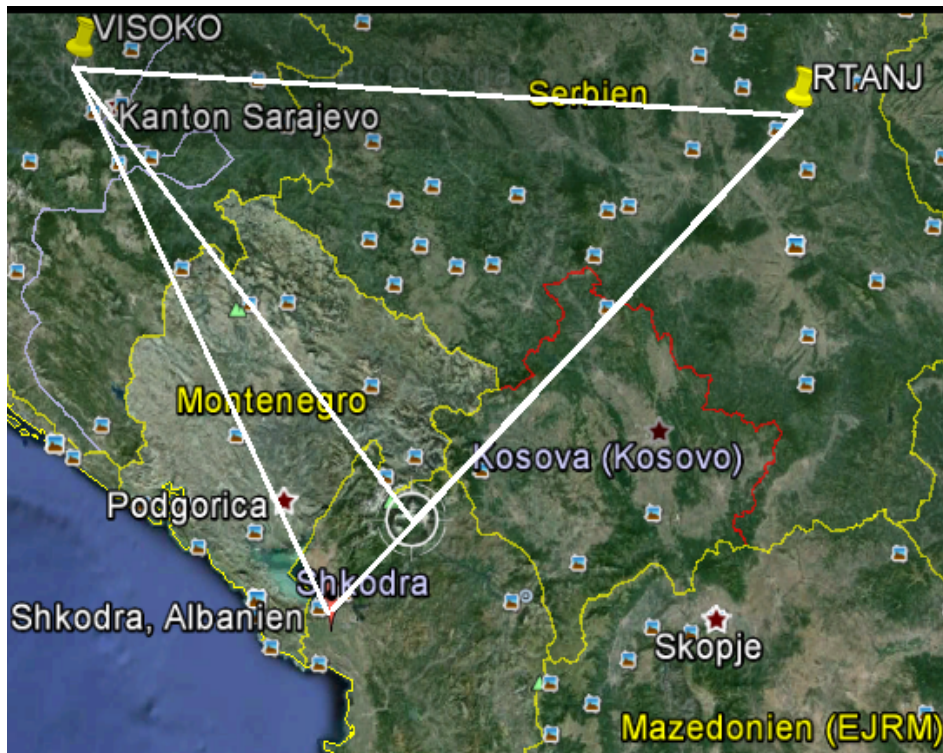 VISOKO
RTANJ
Serbien
Kanton Sarajevo
Montenegro
Kosova (Kosovo)
Podgorica
Shkodra
Shkodra, Albanien
Skopje
Mazedonien (EJRM)